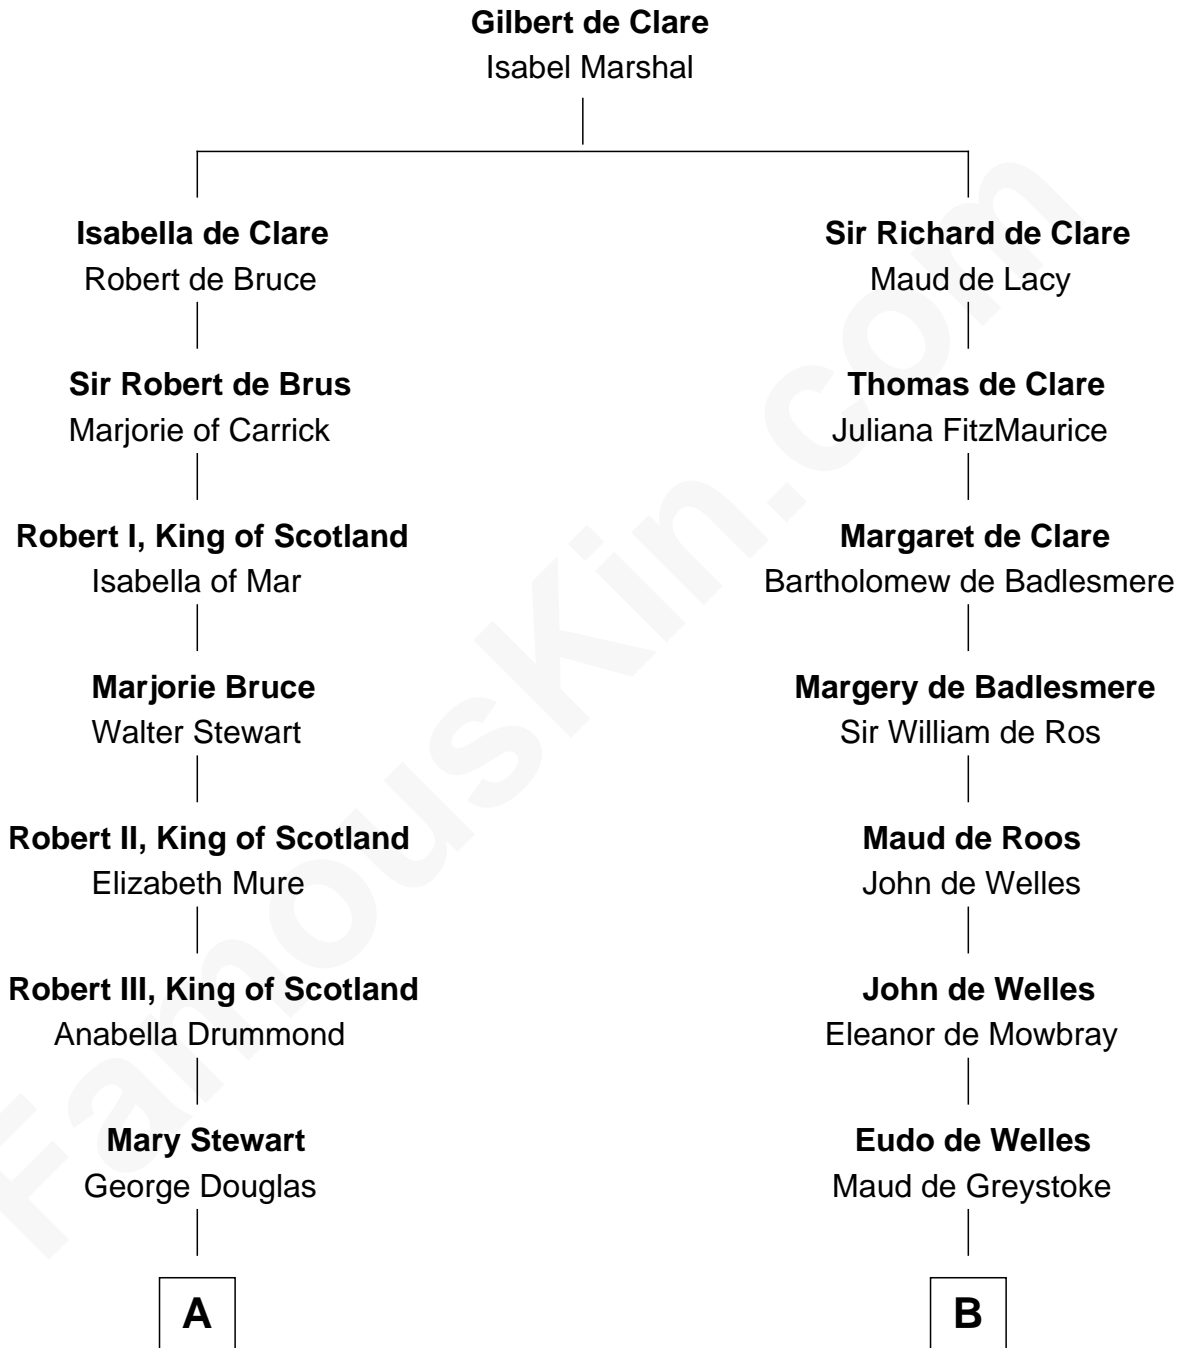 Gilbert de Clare
Isabel Marshal
Isabella de Clare
Robert de Bruce
Sir Richard de Clare
Maud de Lacy
Sir Robert de Brus
Marjorie of Carrick
Thomas de Clare
Juliana FitzMaurice
Robert I, King of Scotland
Isabella of Mar
Margaret de Clare
Bartholomew de Badlesmere
Marjorie Bruce
Walter Stewart
Margery de Badlesmere
Sir William de Ros
Robert II, King of Scotland
Elizabeth Mure
Maud de Roos
John de Welles
Robert III, King of Scotland
Anabella Drummond
John de Welles
Eleanor de Mowbray
Mary Stewart
George Douglas
Eudo de Welles
Maud de Greystoke
A
B
FamousKin.com